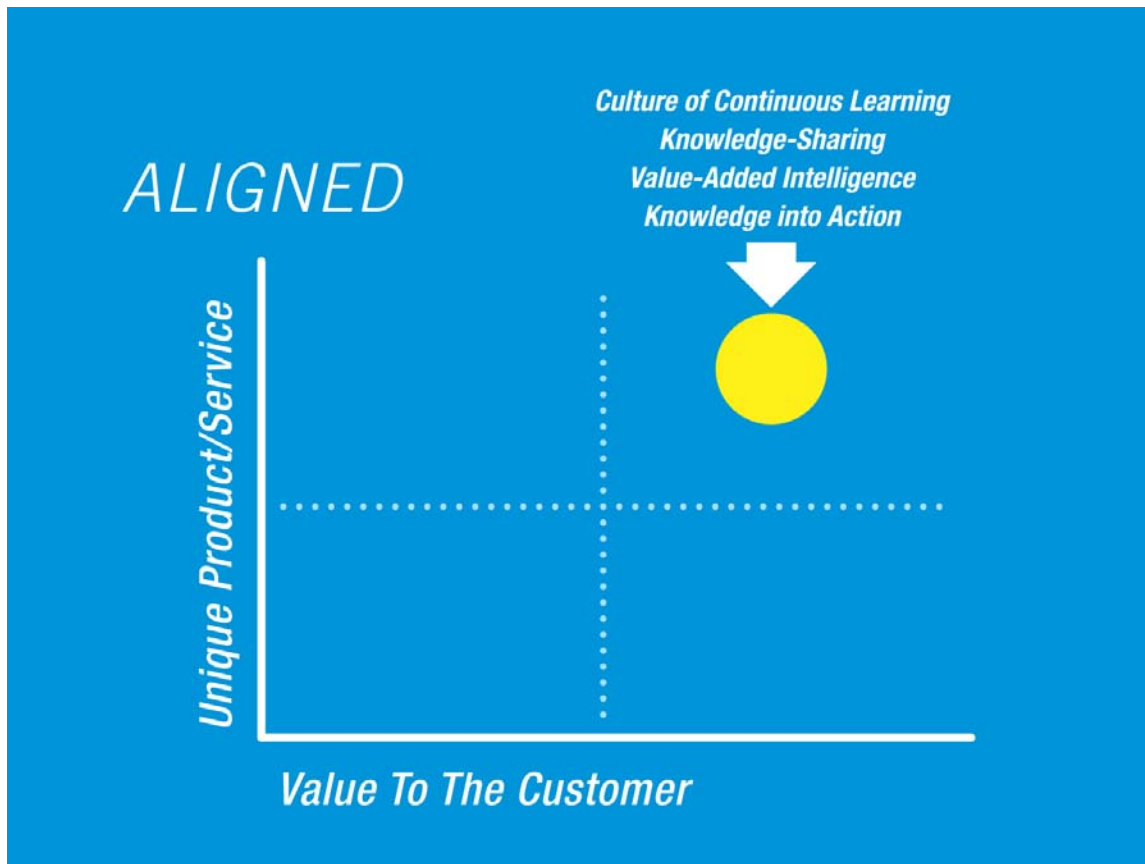 Culture of Continuous Learning
Knowledge-Sharing
Value-Added Intelligence
Knowledge into Action
ALIGNED
Unique Product/Service
Value To The Customer